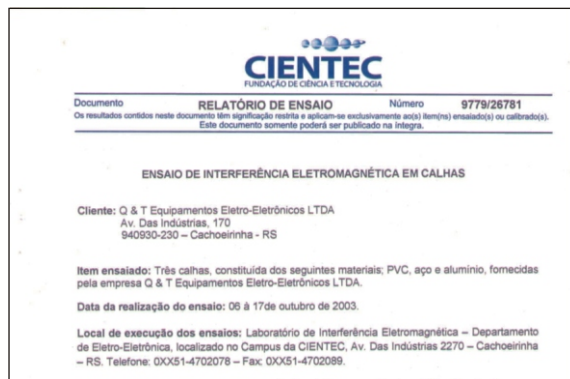 CIENTEC
FUNDAÇÃO DE CIÊNCIA E TECNOLOGIA
Documento RELATÓRIO DE ENSAIO Número 9779/26781
Os resultados contidos neste documento têm significação restrita e aplicam-se exclusivamente ao(s) item(ns) ensaiado(s) ou calibrado(s).
Este documento somente poderá ser publicado na íntegra.
ENSAIO DE INTERFERÊNCIA ELETROMAGNÉTICA EM CALHAS
Cliente: Q & T Equipamentos Eletro-Eletrônicos LTDA
Av. Das Indústrias, 170
940930-230 – Cachoeirinha - RS
Item ensaiado: Três calhas, constituída dos seguintes materiais; PVC, aço e alumínio, fornecidas
pela empresa Q & T Equipamentos Eletro-Eletrônicos LTDA.
Data da realização do ensaio: 06 à 17de outubro de 2003.
Local de execução dos ensaios: Laboratório de Interferência Eletromagnética – Departamento
de Eletro-Eletrônica, localizado no Campus da CIENTEC, Av. Das Indústrias 2270 – Cachoeirinha
– RS. Telefone: 0XX51-4702078 – Fax: 0XX51-4702089.